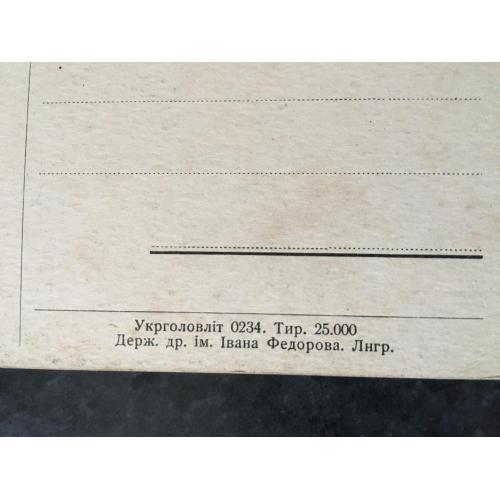 Укрголовліт 0234. Тир. 25.000
Держ. др. ім. Івана Федорова. Лнгр.